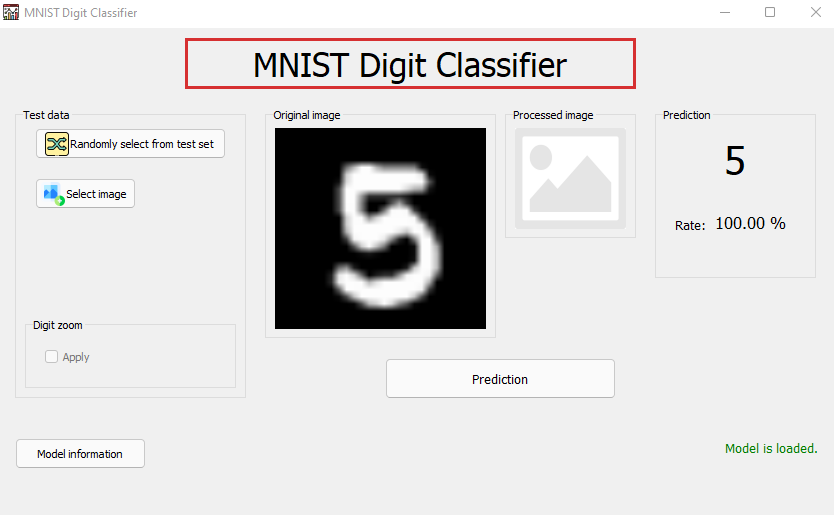 MNIST Digit Classifier
MNIST Digit Classifier
Test data
Randomly select from test set
Select image
Digit zoom
Apply
Original image
5
Processed image
Prediction
5
Rate: 100.00 %
Prediction
Model information
Model is loaded.